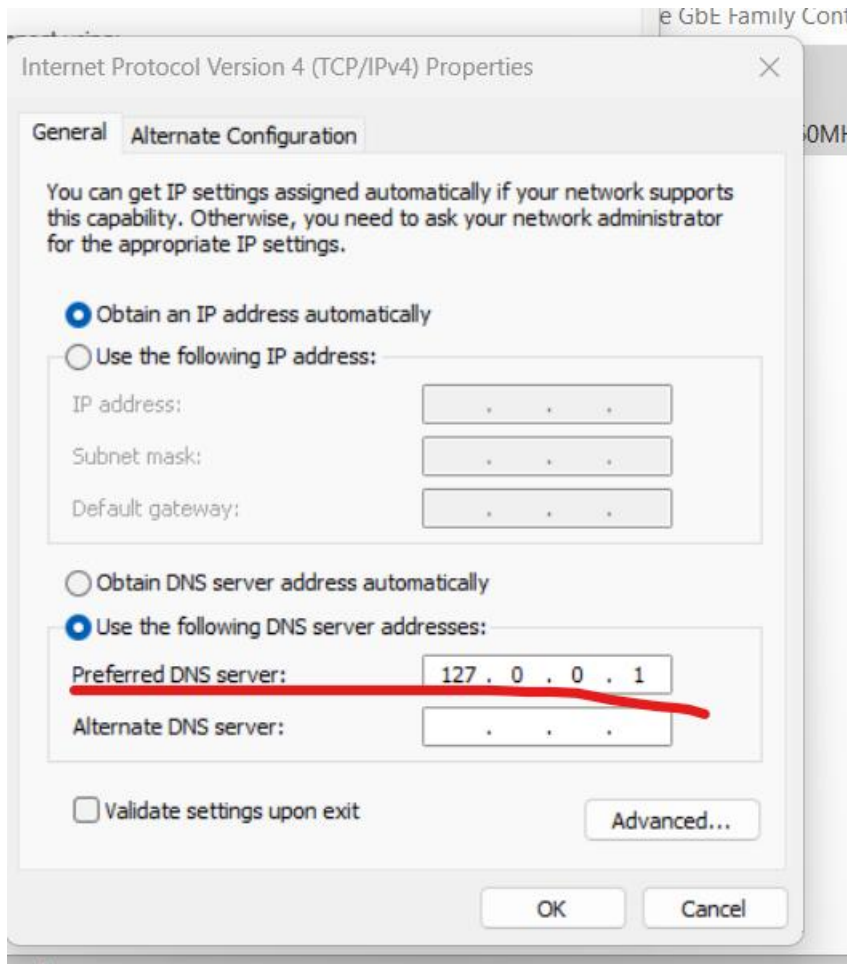 e GbE Family Cont
Internet Protocol Version 4 (TCP/IPv4) Properties
General Alternate Configuration
You can get IP settings assigned automatically if your network supports
this capability. Otherwise, you need to ask your network administrator
for the appropriate IP settings.
Obtain an IP address automatically
Use the following IP address:
IP address: . . .
Subnet mask: . . .
Default gateway: . . .
Obtain DNS server address automatically
Use the following DNS server addresses:
Preferred DNS server: 127 . 0 . 0 . 1
Alternate DNS server: . . .
Validate settings upon exit
Advanced...
OK Cancel